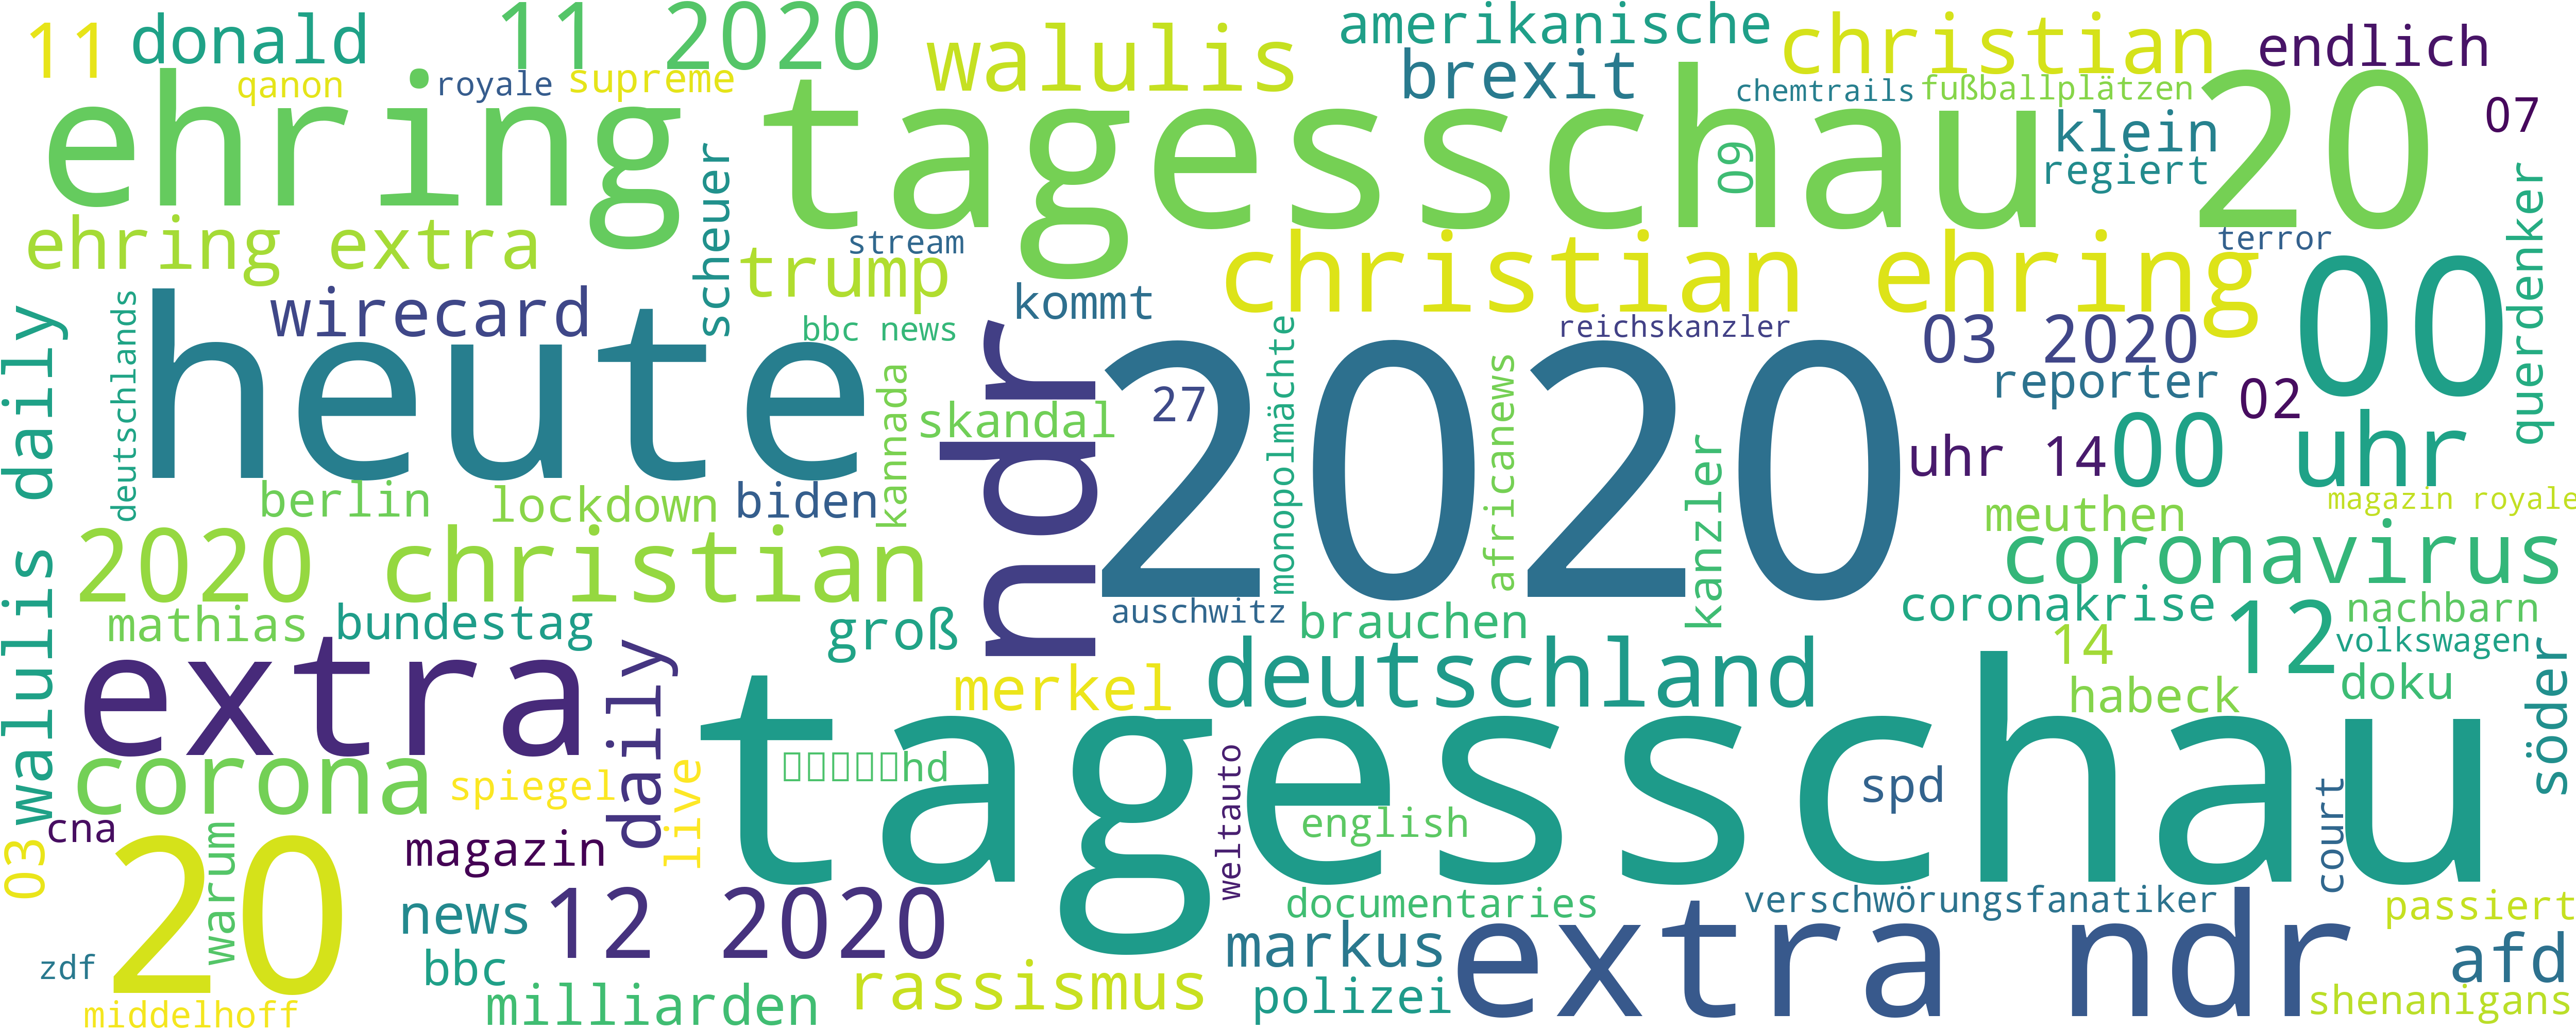 11
donald
11 2020
walulis
amerikanische
christian
endlich
qanon
royale
supreme
brexit
chemtrails
fußballplätzen
07
ehring
tagesschau
20
09
klein
regiert
scheuer
querdenker
ehring extra
stream
trump
christian ehring
terror
00
wirecard
kommt
bbc news
reichskanzler
03 2020
walulis daily
deutschlands
heute
kannada
skandal
ndr
27
2020
monopolmächte
africanews
kanzler
reporter
02
uhr 14
00
uhr
berlin
lockdown
biden
magazin royale
meuthen
2020 christian
coronavirus
mathias
bundestag
groß
auschwitz
brauchen
coronakrise
12
nachbarn
14
volkswagen
extra
daily
merkel
deutschland
habeck
doku
söder
corona
spiegel
live
hd
tagesschau
weltauto
english
spd
court
cna
03
20
warum
magazin
news
12 2020
documentaries
verschwörungsfanatiker
passiert
zdf
bbc
markus
extra ndr
afd
middelhoff
milliarden
rassismus
polizei
shenanigans